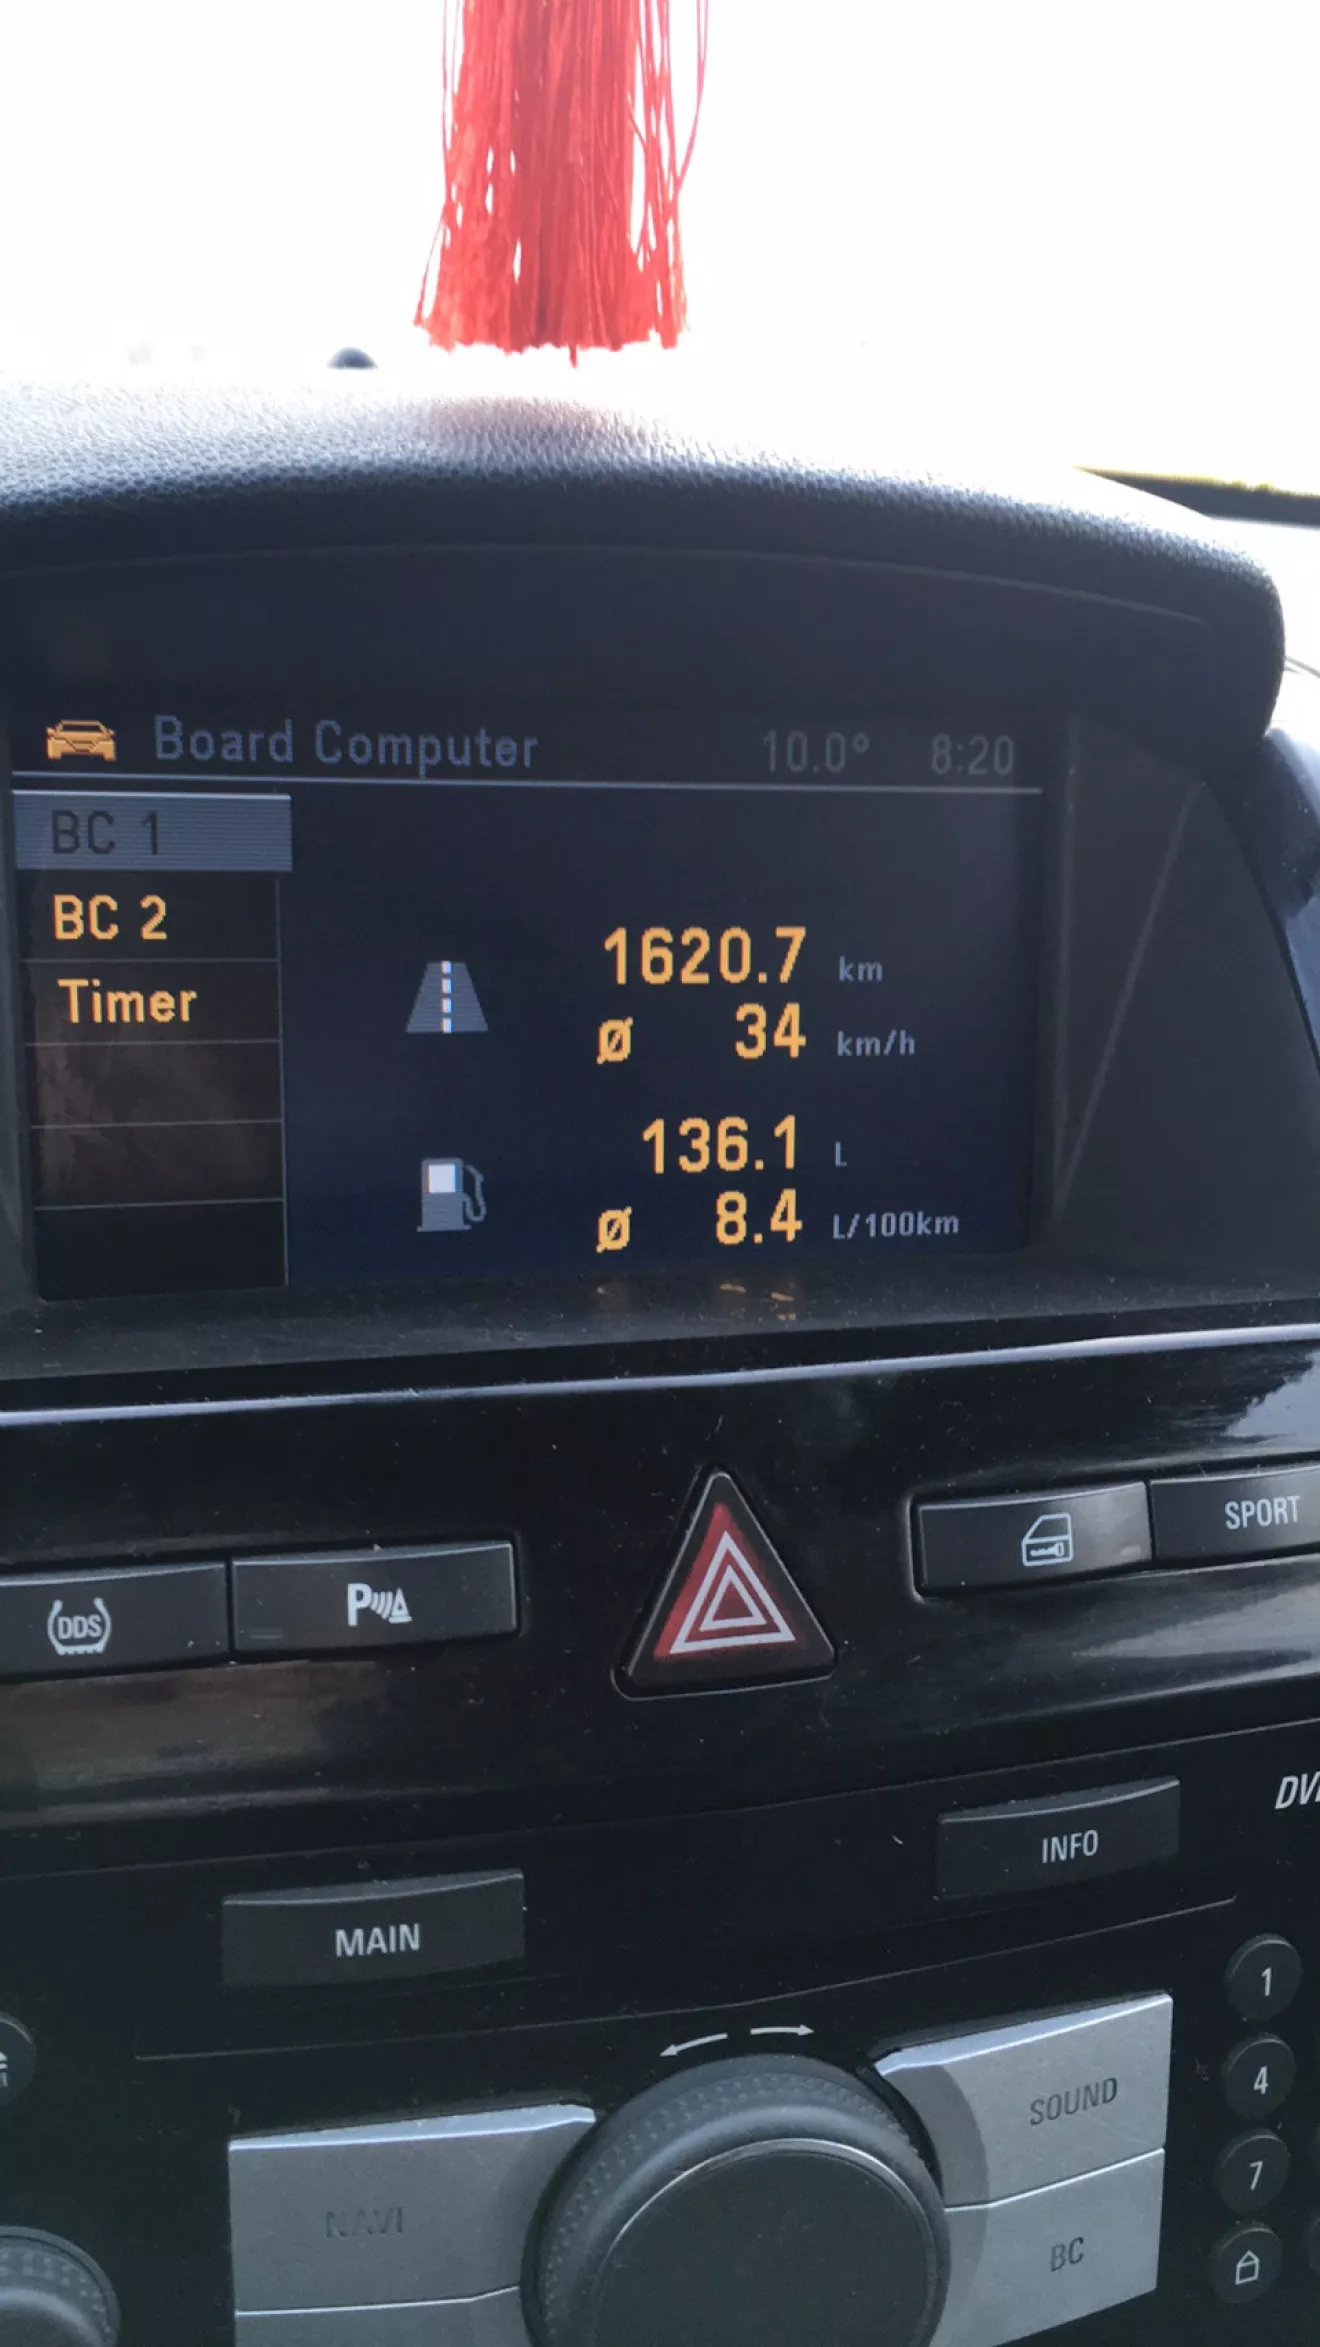 Board Computer 10.0° 8:20
BC 1
BC 2
Timer
1620.7 km
ø 34 km/h
136.1 L
ø 8.4 L/100km
DDS
P
SPORT
INFO
MAIN
SOUND
NAVI
BC
1
4
7